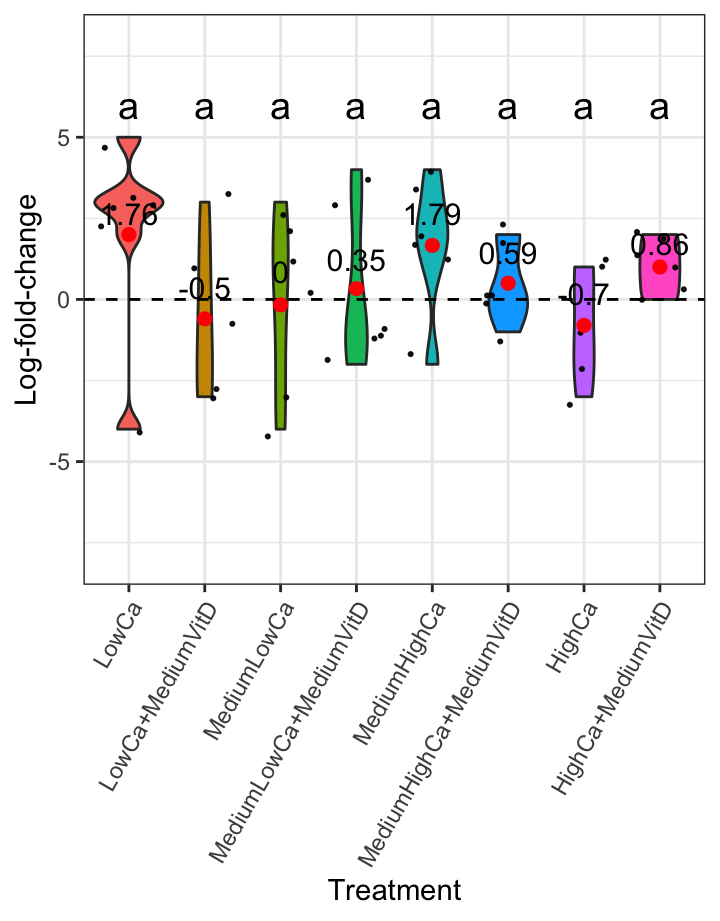 a a a a a a a a
5
0
-5
1.76
-0.5
0
0.35
1.79
0.59
-0.7
0.86
Log-fold-change
LowCa
LowCa+MediumVitD
MediumLowCa
MediumLowCa+MediumVitD
MediumHighCa
MediumHighCa+MediumVitD
HighCa
HighCa+MediumVitD
Treatment